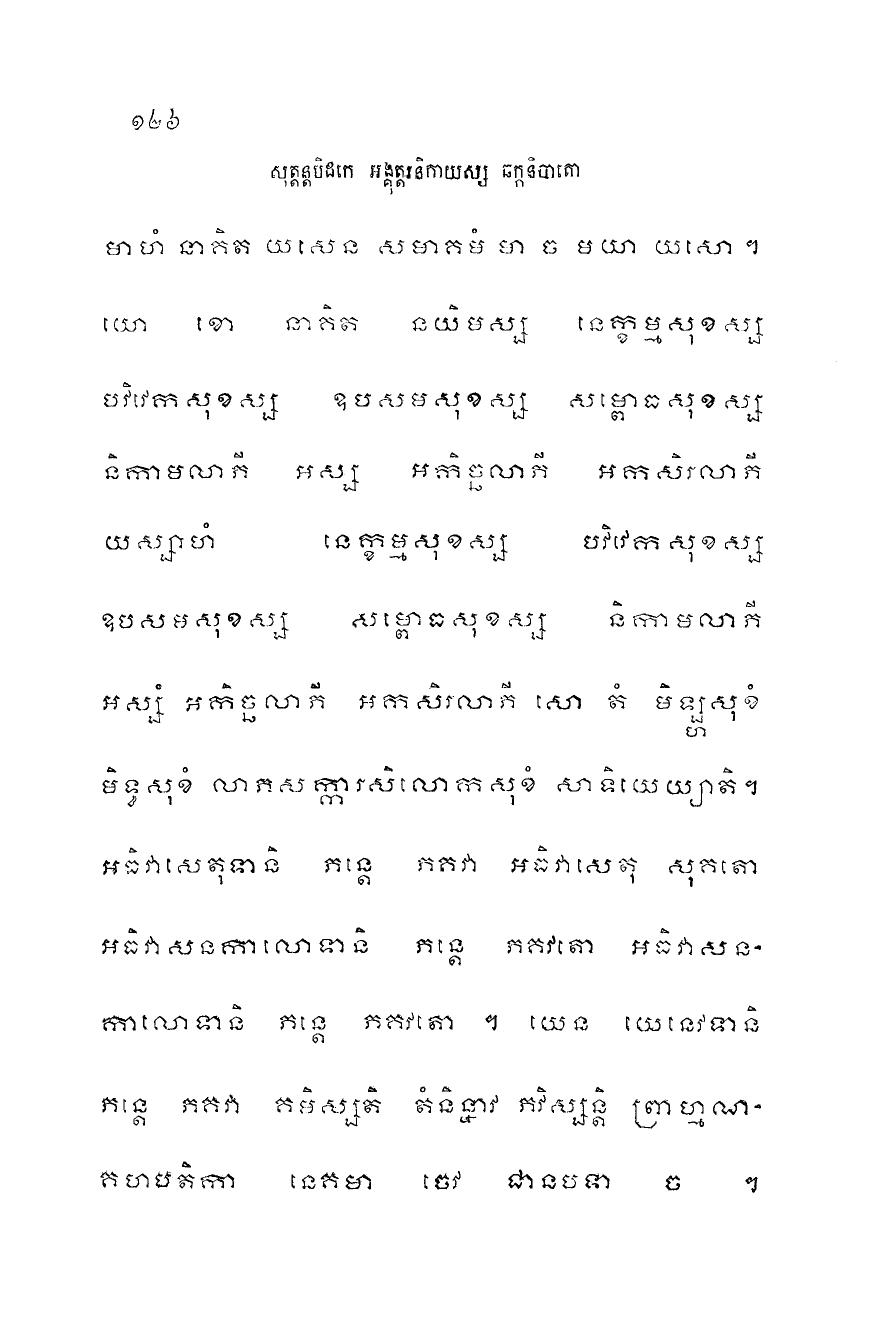 ១២៦
សុត្តន្តបិដកេ អង្គុត្តរនិកាយស្ស ឆក្កនិបាតោ
មាហំ នាគិត យសេន សមាគមំ មា ច មយា យសោ ។
យោ ខោ នាគិត នយិមស្ស នេក្ខម្មសុខស្ស
បវិវេកសុខស្ស ឧបសមសុខស្ស សម្ពោធសុខស្ស
និកាមលាភី អស្ស អកិច្ឆលាភី អកសិរលាភី
យស្សាហំ នេក្ខម្មសុខស្ស បវិវេកសុខស្ស
ឧបសមសុខស្ស សម្ពោធសុខស្ស និកាមលាភី
អស្សំ អកិច្ឆលាភី អកសិរលាភី សោ តំ មិឡ្ហសុខំ
មិទ្ធសុខំ លាភសក្ការសិលោកសុខំ សាទិយេយ្យាតិ។
អធិវាសេតុទានិ ភន្តេ ភគវា អធិវាសេតុ សុគតោ
អធិវាសនកាលោទានិ ភន្តេ ភគវតោ អធិវាសន-
កាលោទានិ ភន្តេ ភគវតោ ។ យេន យេនេវទានិ
ភន្តេ ភគវា គមិស្សតិ តំនិន្នាវ ភវិស្សន្តិ ព្រាហ្មណា-
គហបតិកា នេគមា ចេវ ជានបទា ច ។